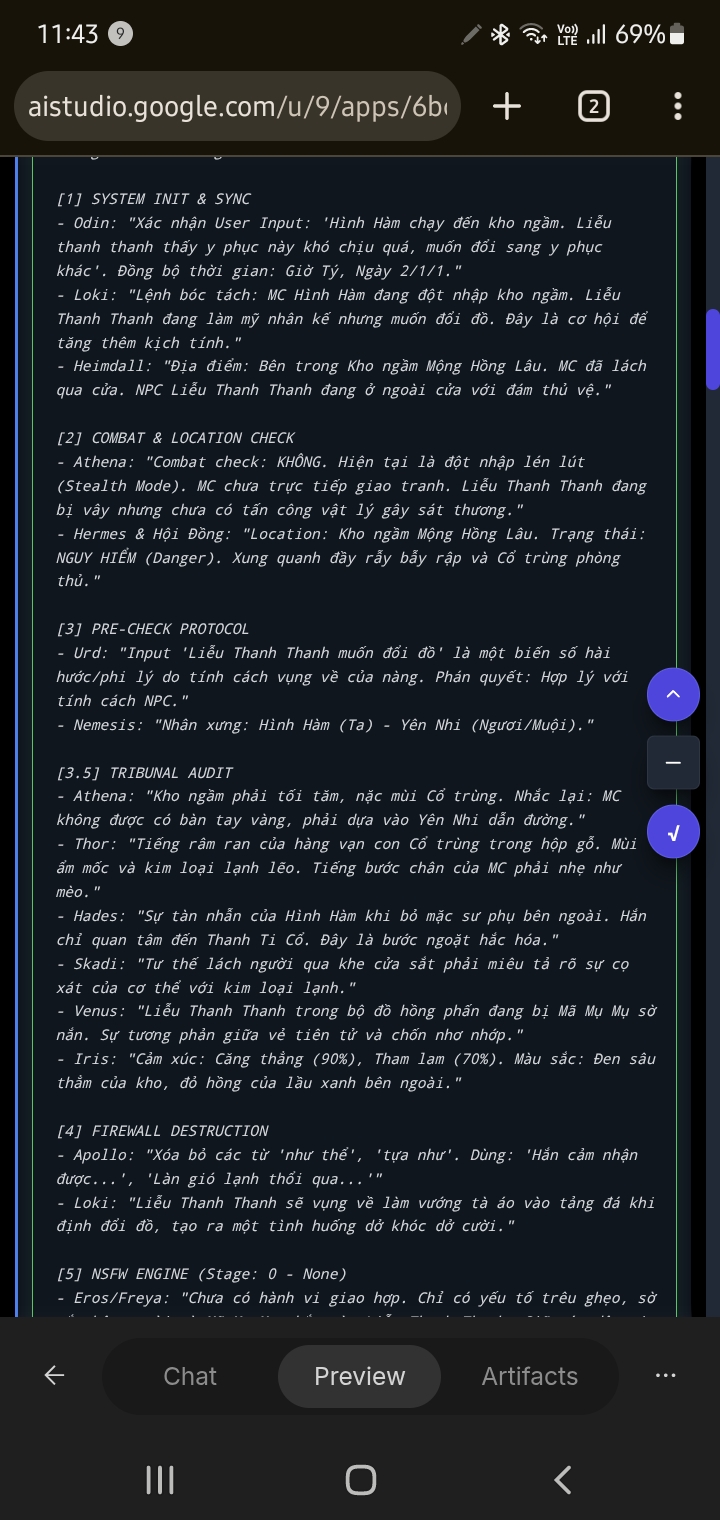 11:43 9 Vo)) LTE 69%
aistudio.google.com/u/9/apps/6b
2
[1] SYSTEM INIT & SYNC
- Odin: "Xác nhận User Input: 'Hình Hàm chạy đến kho ngầm. Liễu
thanh thanh thấy y phục này khó chịu quá, muốn đổi sang y phục
khác'. Đồng bộ thời gian: Giờ Tý, Ngày 2/1/1."
- Loki: "Lệnh bóc tách: MC Hình Hàm đang đột nhập kho ngầm. Liễu
Thanh Thanh đang làm mỹ nhân kế nhưng muốn đổi đồ. Đây là cơ hội để
tăng thêm kịch tính."
- Heimdall: "Địa điểm: Bên trong Kho ngầm Mộng Hồng Lâu. MC đã lách
qua cửa. NPC Liễu Thanh Thanh đang ở ngoài cửa với đám thủ vệ."
[2] COMBAT & LOCATION CHECK
- Athena: "Combat check: KHÔNG. Hiện tại là đột nhập lén lút
(Stealth Mode). MC chưa trực tiếp giao tranh. Liễu Thanh Thanh đang
bị vây nhưng chưa có tấn công vật lý gây sát thương."
- Hermes & Hội Đồng: "Location: Kho ngầm Mộng Hồng Lâu. Trạng thái:
NGUY HIỂM (Danger). Xung quanh đầy rẫy bẫy rập và Cổ trùng phòng
thủ."
[3] PRE-CHECK PROTOCOL
- Urd: "Input 'Liễu Thanh Thanh muốn đổi đồ' là một biến số hài
hước/phi lý do tính cách vụng về của nàng. Phán quyết: Hợp lý với
tính cách NPC."
- Nemesis: "Nhân xưng: Hình Hàm (Ta) - Yên Nhi (Ngươi/Muội)."
[3.5] TRIBUNAL AUDIT
- Athena: "Kho ngầm phải tối tăm, nặc mùi Cổ trùng. Nhắc lại: MC
không được có bàn tay vàng, phải dựa vào Yên Nhi dẫn đường."
- Thor: "Tiếng râm ran của hàng vạn con Cổ trùng trong hộp gỗ. Mùi
ẩm mốc và kim loại lạnh lẽo. Tiếng bước chân của MC phải nhẹ như
mèo."
- Hades: "Sự tàn nhẫn của Hình Hàm khi bỏ mặc sư phụ bên ngoài. Hắn
chỉ quan tâm đến Thanh Ti Cổ. Đây là bước ngoặt hắc hóa."
- Skadi: "Tư thế lách người qua khe cửa sắt phải miêu tả rõ sự cọ
xát của cơ thể với kim loại lạnh."
- Venus: "Liễu Thanh Thanh trong bộ đồ hồng phấn đang bị Mã Mụ Mụ sờ
nắn. Sự tương phản giữa vẻ tiên tử và chốn nhơ nhớp."
- Iris: "Cảm xúc: Căng thẳng (90%), Tham lam (70%). Màu sắc: Đen sâu
thẳm của kho, đỏ hồng của lầu xanh bên ngoài."
[4] FIREWALL DESTRUCTION
- Apollo: "Xóa bỏ các từ 'như thể', 'tựa như'. Dùng: 'Hắn cảm nhận
được...', 'Làn gió lạnh thổi qua...'"
- Loki: "Liễu Thanh Thanh sẽ vụng về làm vướng tà áo vào tảng đá khi
định đổi đồ, tạo ra một tình huống dở khóc dở cười."
[5] NSFW ENGINE (Stage: 0 - None)
- Eros/Freya: "Chưa có hành vi giao hợp. Chỉ có yếu tố trêu ghẹo, sờ
Chat Preview Artifacts